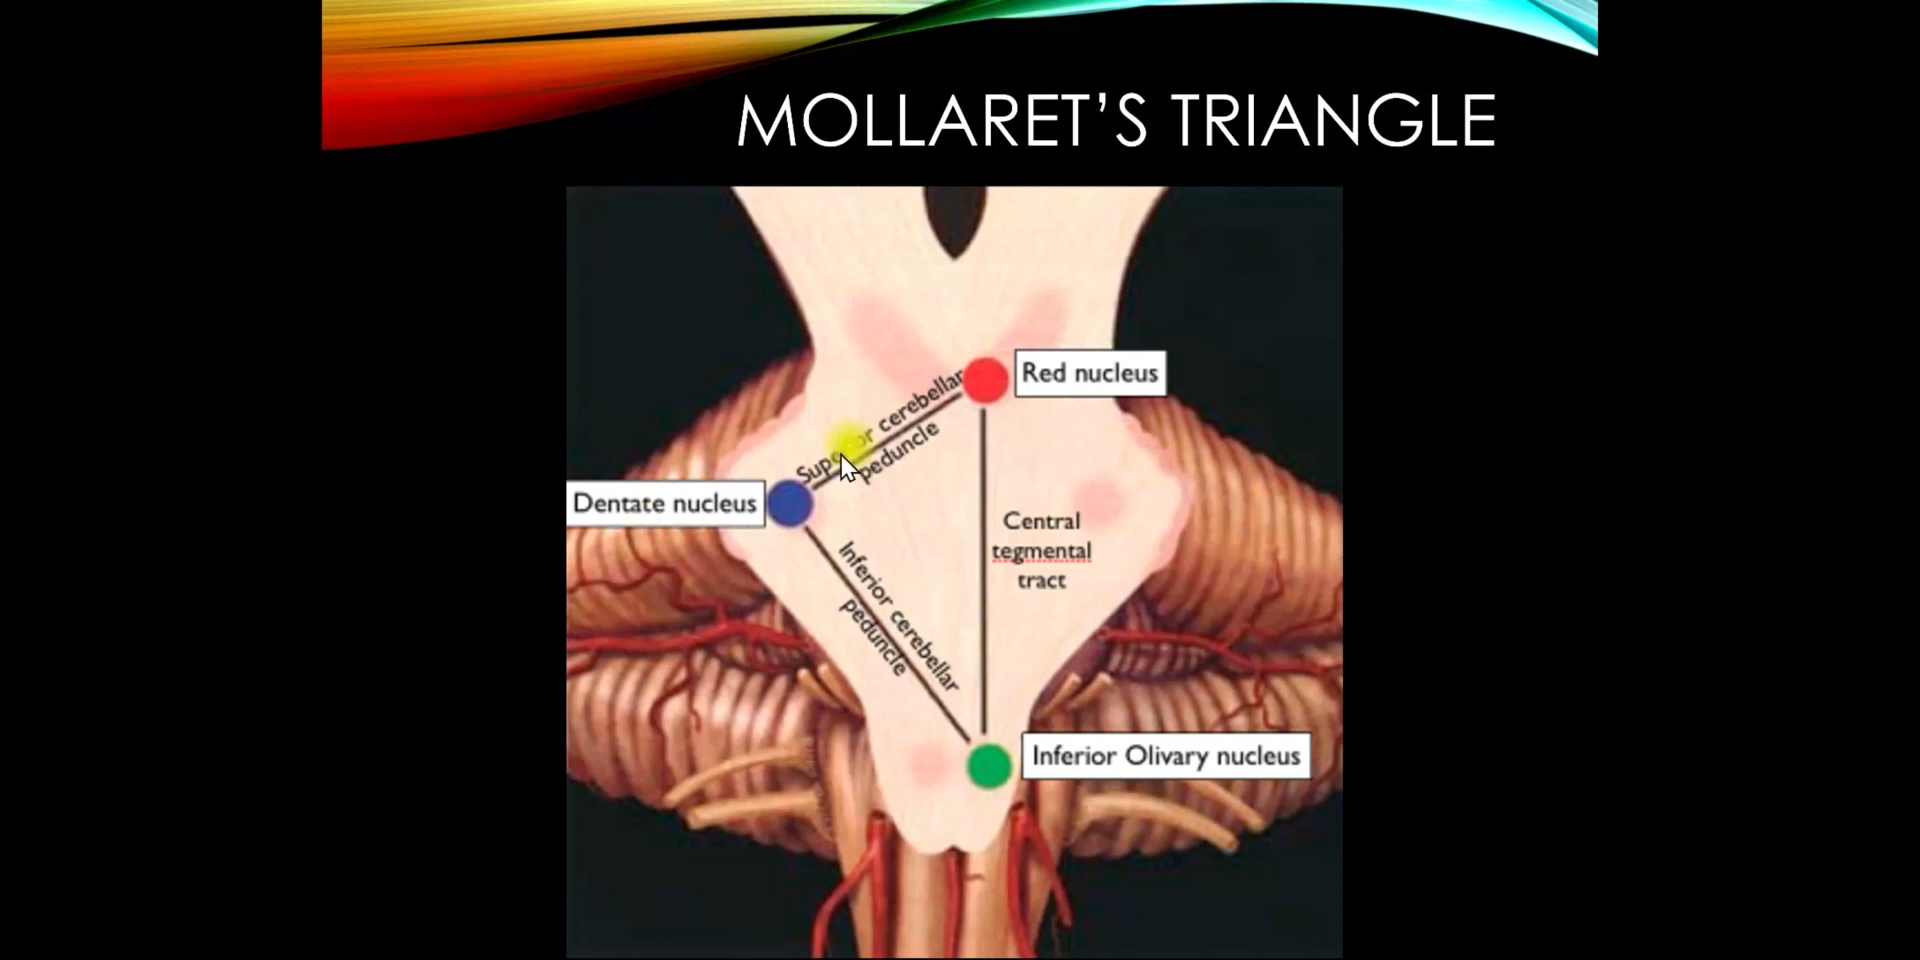 MOLLARET'S TRIANGLE
Red nucleus
cerebellar
peduncle
Dentate nucleus
Central
tegmental
tract
Inferior cerebellar
peduncle
Inferior Olivary nucleus